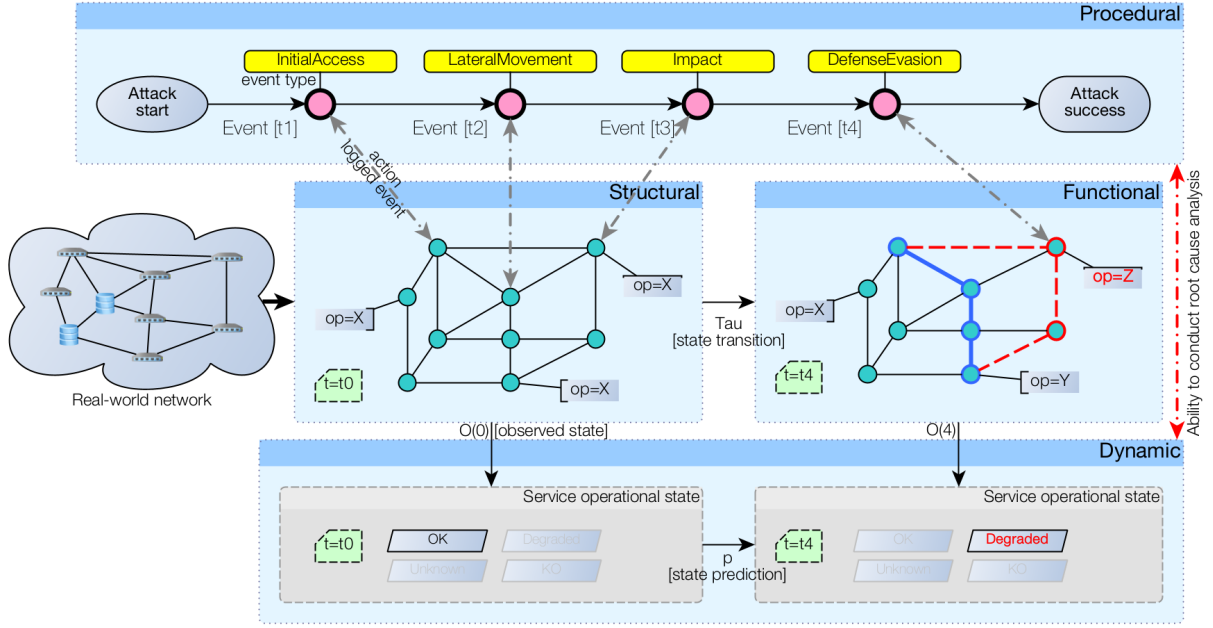 Procedural
InitialAccess
LateralMovement
Impact
DefenseEvasion
event type
Attack
start
Attack
success
Event [t1]
Event [t2]
Event [t3]
Event [t4]
action
logged event
Structural
Functional
Ability to conduct root cause analysis
op=X
op=X
op=X
t=t0
Real-world network
Tau
[state transition]
op=X
op=Z
op=Y
t=t4
O(0) [observed state]
O(4)
Dynamic
Service operational state
Service operational state
t=t0
OK
Degraded
Unknown
KO
p
[state prediction]
t=t4
OK
Degraded
Unknown
KO